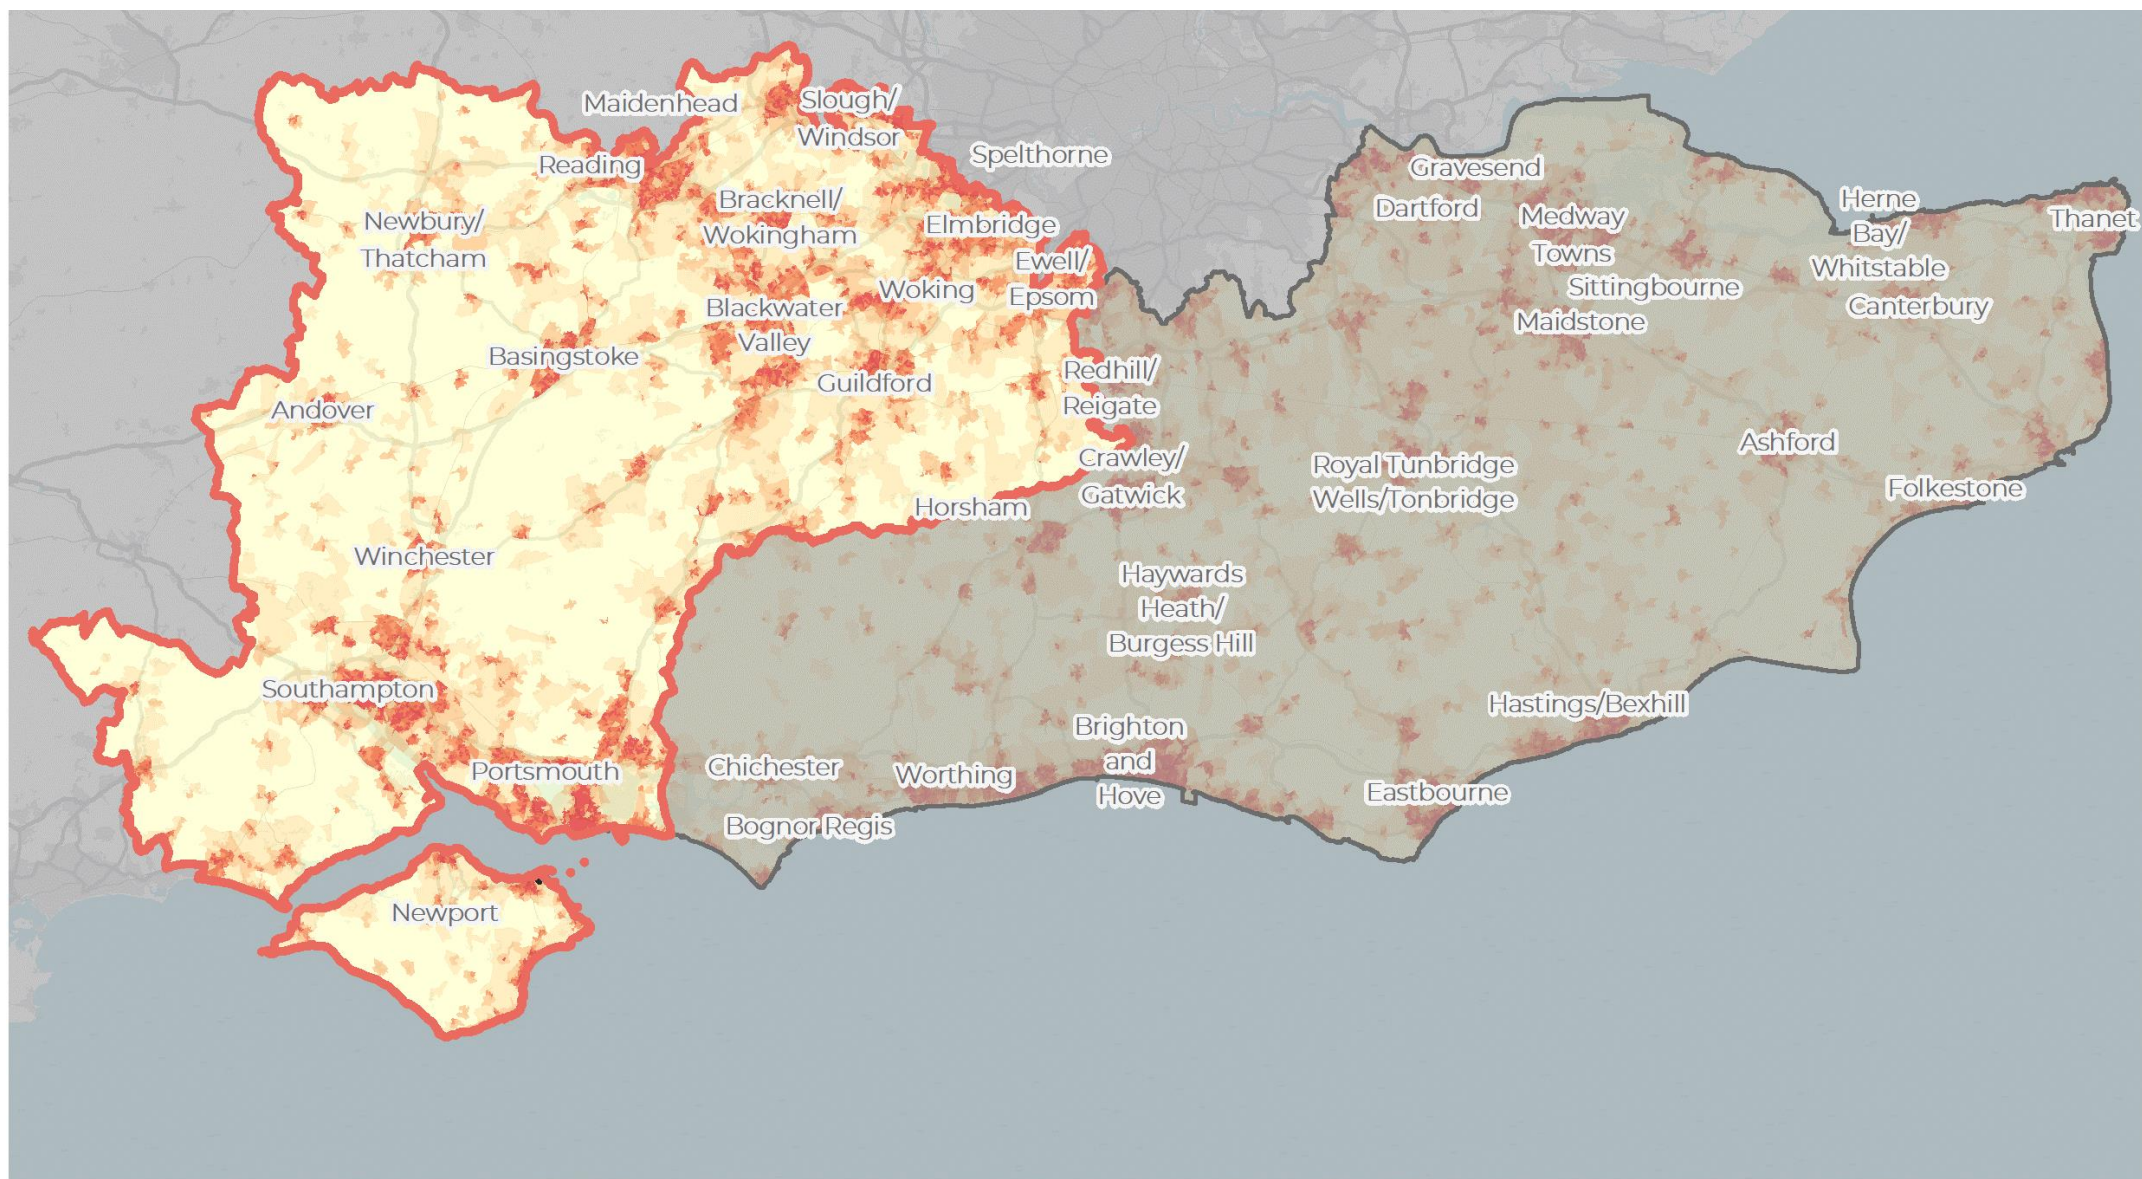 Maidenhead
Slough/
Windsor
Spelthorne
Reading
Bracknell/
Wokingham
Elmbridge
Newbury/
Thatcham
Ewell/
Epsom
Woking
Blackwater
Valley
Basingstoke
Guildford
Redhill/
Reigate
Andover
Crawley/
Gatwick
Horsham
Winchester
Southampton
Portsmouth
Newport
Gravesend
Dartford
Medway
Towns
Sittingbourne
Maidstone
Herne
Bay/
Whitstable
Thanet
Canterbury
Ashford
Folkestone
Royal Tunbridge
Wells/Tonbridge
Haywards
Heath/
Burgess Hill
Hastings/Bexhill
Brighton
and
Hove
Chichester
Worthing
Bognor Regis
Eastbourne